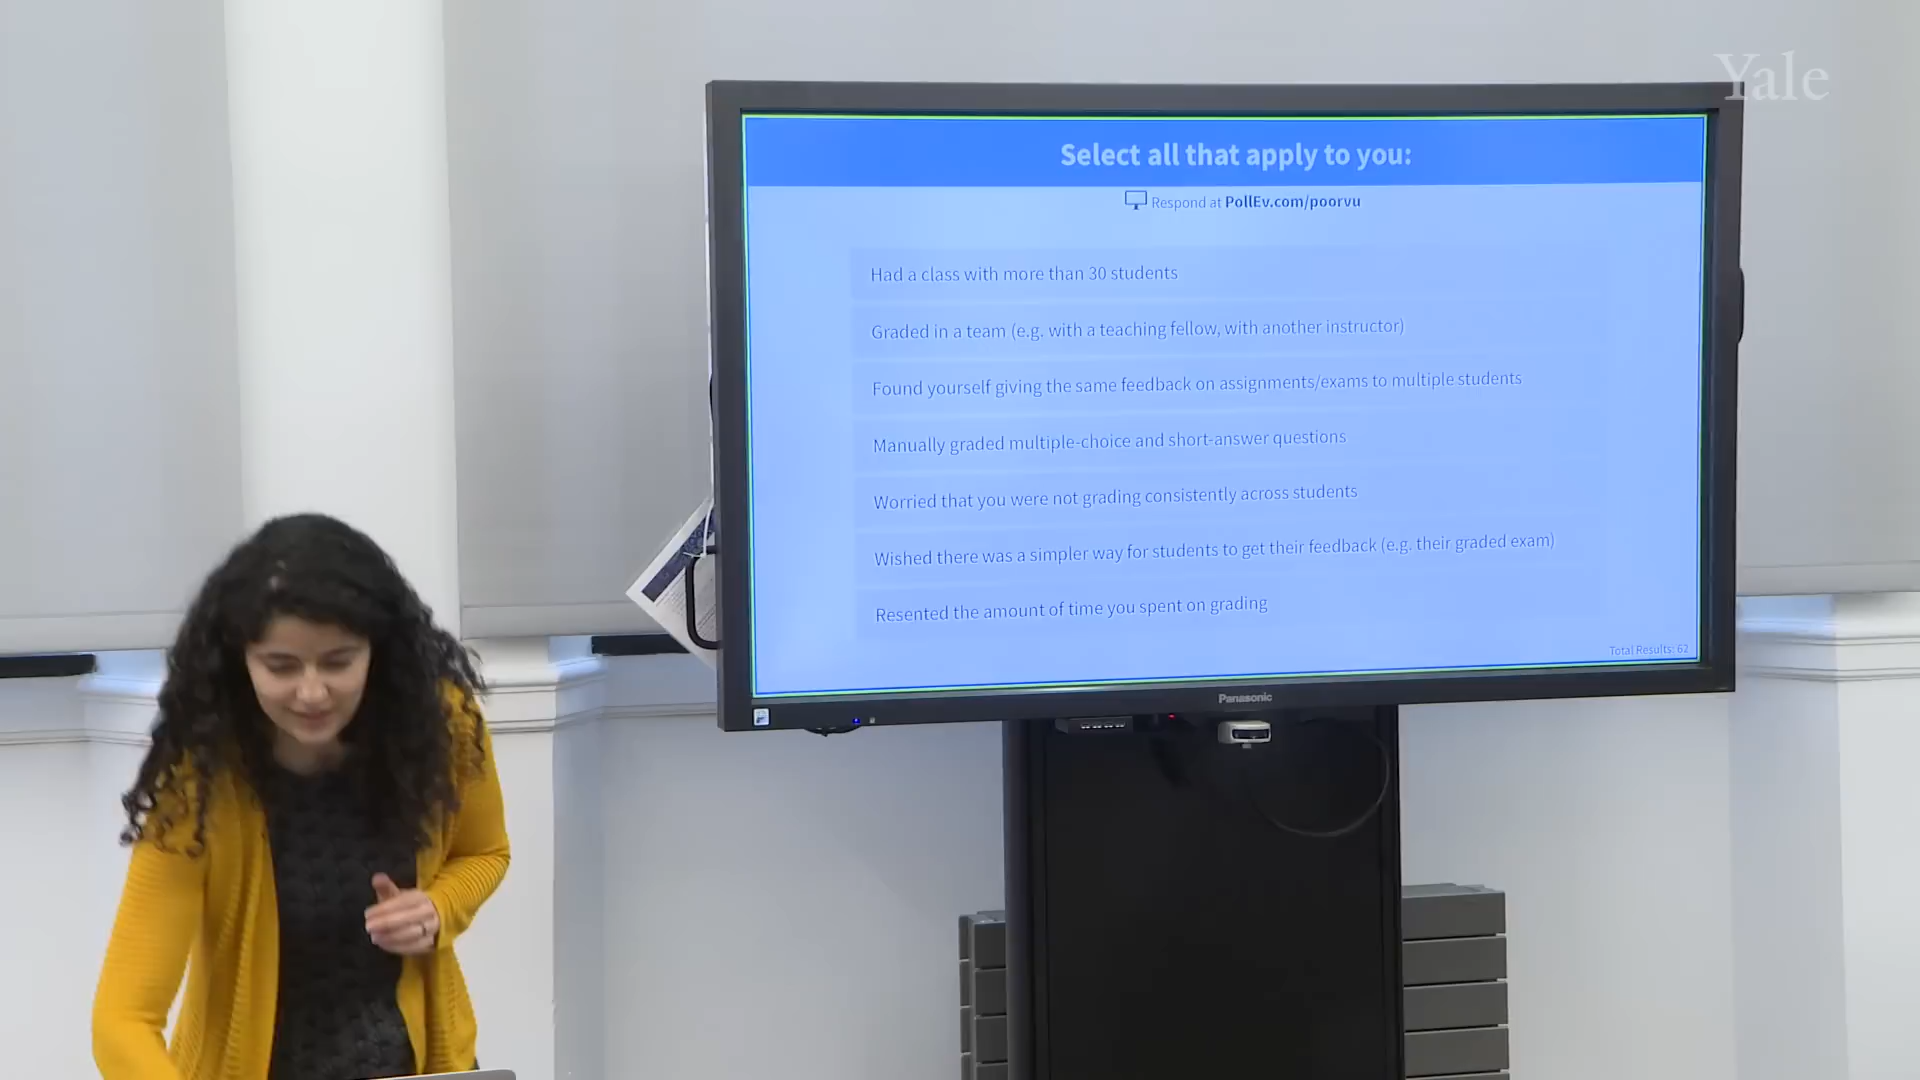 Yale
Select all that apply to you:
Respond at PollEv.com/poorvu
Had a class with more than 30 students
Graded in a team (e.g. with a teaching fellow, with another instructor)
Found yourself giving the same feedback on assignments/exams to multiple students
Manually graded multiple-choice and short-answer questions
Worried that you were not grading consistently across students
Wished there was a simpler way for students to get their feedback (e.g. their graded exam)
Resented the amount of time you spent on grading
Total Results: 62
Panasonic